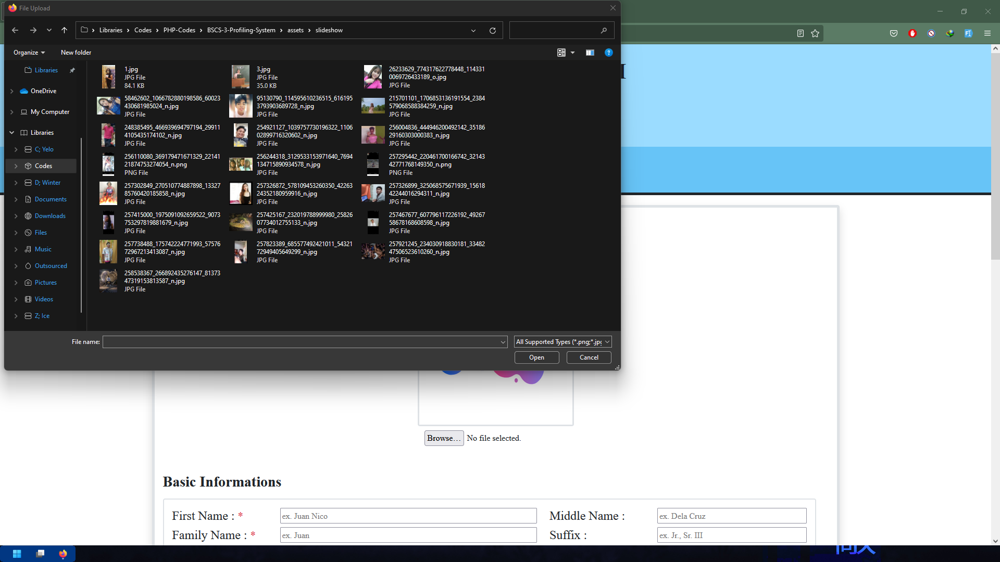 File Upload
Libraries
Codes
PHP-Codes
BSCS-3-Profiling-System
assets
slideshow
Organize
New folder
Libraries
OneDrive
My Computer
Libraries
C; Yelo
Codes
D; Winter
Documents
Downloads
Files
Music
Outsourced
Pictures
Videos
Z; Ice
1.jpg
JPG File
84.1 KB
3.jpg
JPG File
35.0 KB
26233629_774317622778448_114331
0069726433189_o.jpg
JPG File
58462602_1066782880198586_60023
430681985024_n.jpg
JPG File
95130790_114595610236515_616195
3793903689728_n.jpg
JPG File
215701101_1706853136191554_2384
579068588384259_n.jpg
JPG File
248385495_466939694797194_29911
4105435174102_n.jpg
JPG File
254921127_1039757730196322_1106
02899716320602_n.jpg
JPG File
256004836_444946200492142_35186
29160303000383_n.jpg
JPG File
256110080_369179471671329_22141
21874753274054_n.png
PNG File
256244318_3129533153971640_7694
134715890934578_n.jpg
JPG File
257295442_220461700166742_32143
42771768149350_n.png
PNG File
257302849_270510774887898_13327
85760420185858_n.jpg
JPG File
257326872_578109453260350_42263
24352180959916_n.jpg
JPG File
257326899_325068575671939_15618
42244016294311_n.jpg
JPG File
257415000_1975091092659522_9073
753297819881679_n.jpg
JPG File
257425167_232019788999980_25826
07734012755133_n.jpg
JPG File
257467677_607796117226192_49267
58678168608598_n.jpg
JPG File
257738488_175742224771993_57576
72967213413087_n.jpg
JPG File
257823389_685577492421011_54321
72949405649299_n.jpg
JPG File
257921245_234030918830181_33482
47506523610260_n.jpg
JPG File
258538367_266892435276147_81373
47319153813587_n.jpg
JPG File
File name:
All Supported Types (*.png;*.jpg
Open
Cancel
Browse… No file selected.
Basic Informations
First Name : *
ex. Juan Nico
Middle Name :
ex. Dela Cruz
Family Name : *
ex. Juan
Suffix :
ex. Jr., Sr. III